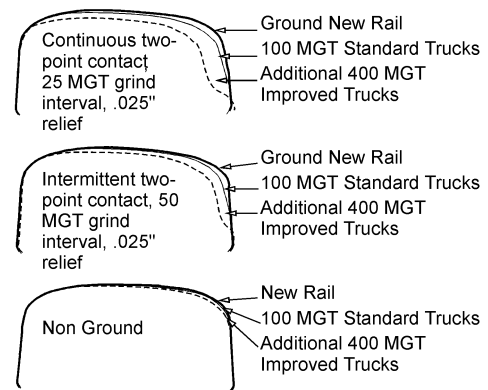 Continuous two-
point contact,
25 MGT grind
interval, .025"
relief
Ground New Rail
100 MGT Standard Trucks
Additional 400 MGT
Improved Trucks
Intermittent two-
point contact, 50
MGT grind
interval, .025"
relief
Ground New Rail
100 MGT Standard Trucks
Additional 400 MGT
Improved Trucks
Non Ground
New Rail
100 MGT Standard Trucks
Additional 400 MGT
Improved Trucks